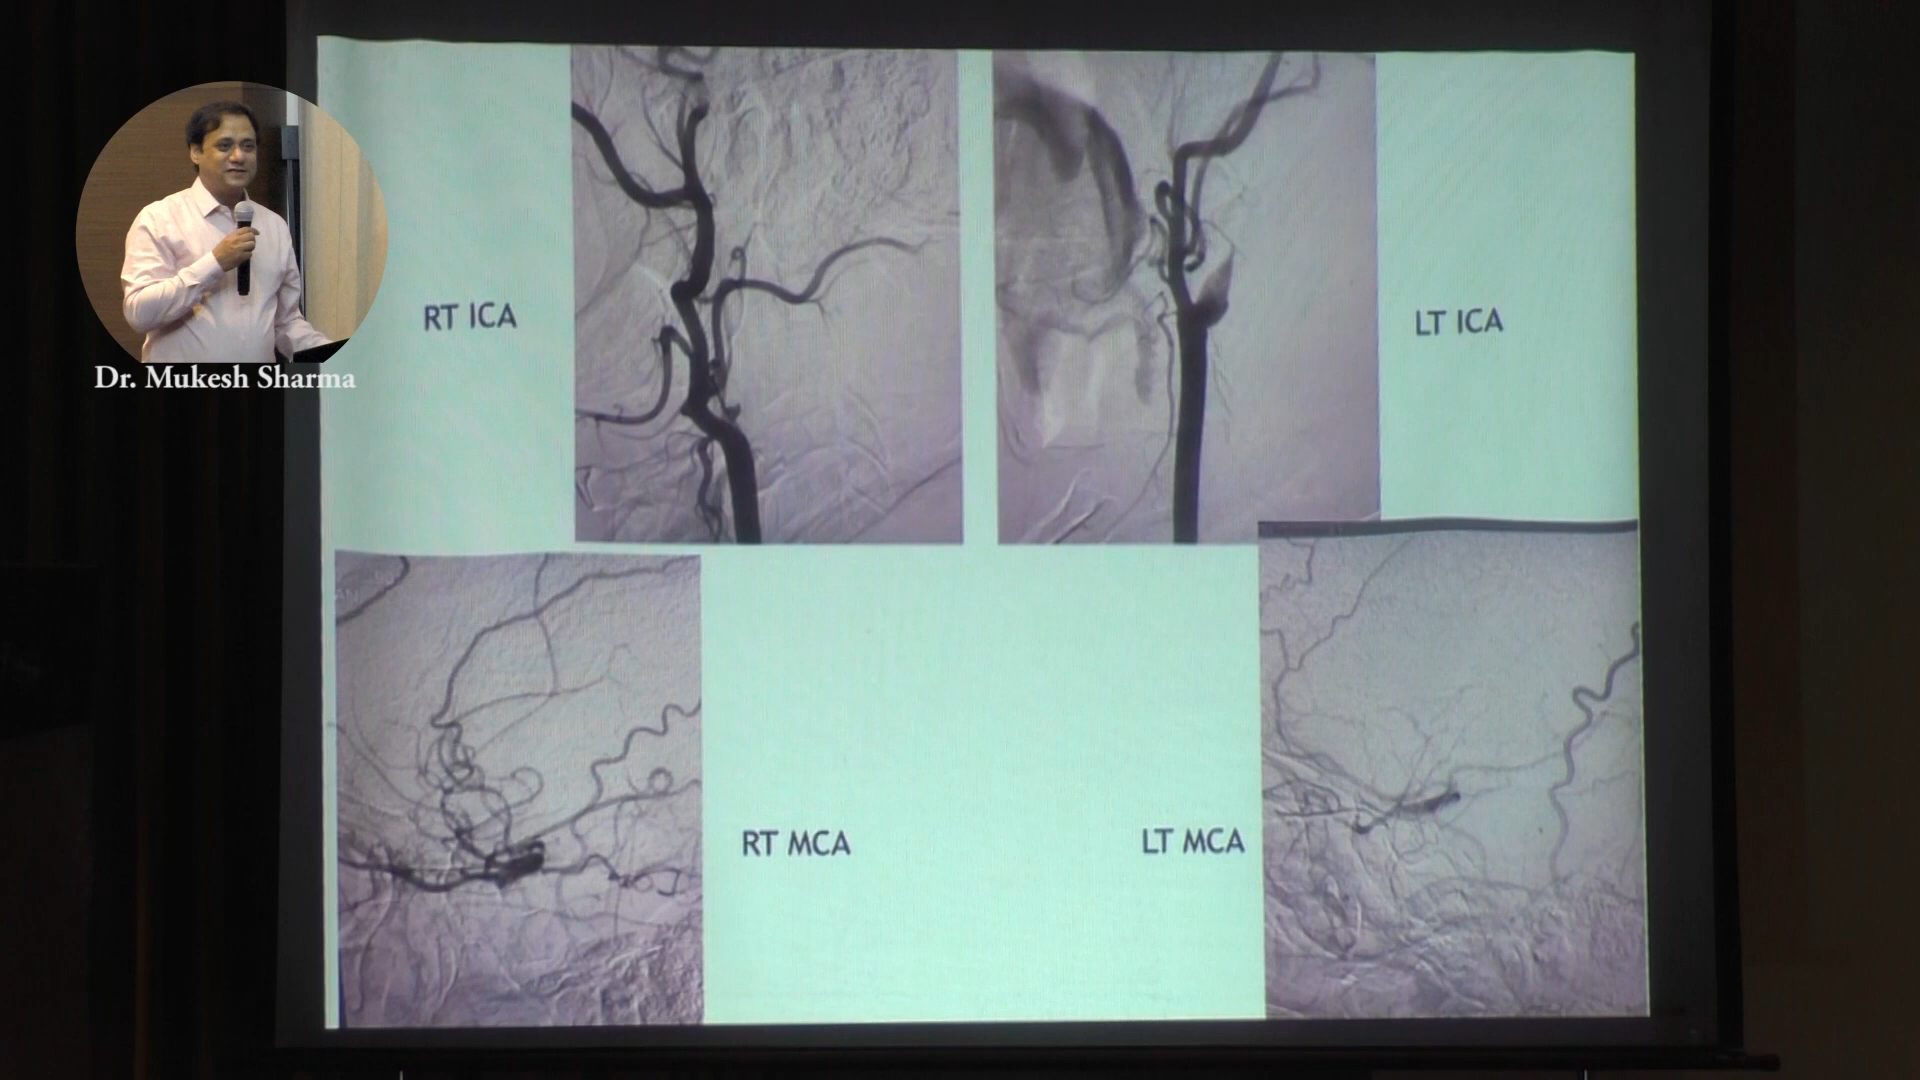 RT ICA
LT ICA
Dr. Mukesh Sharma
RT MCA
LT MCA